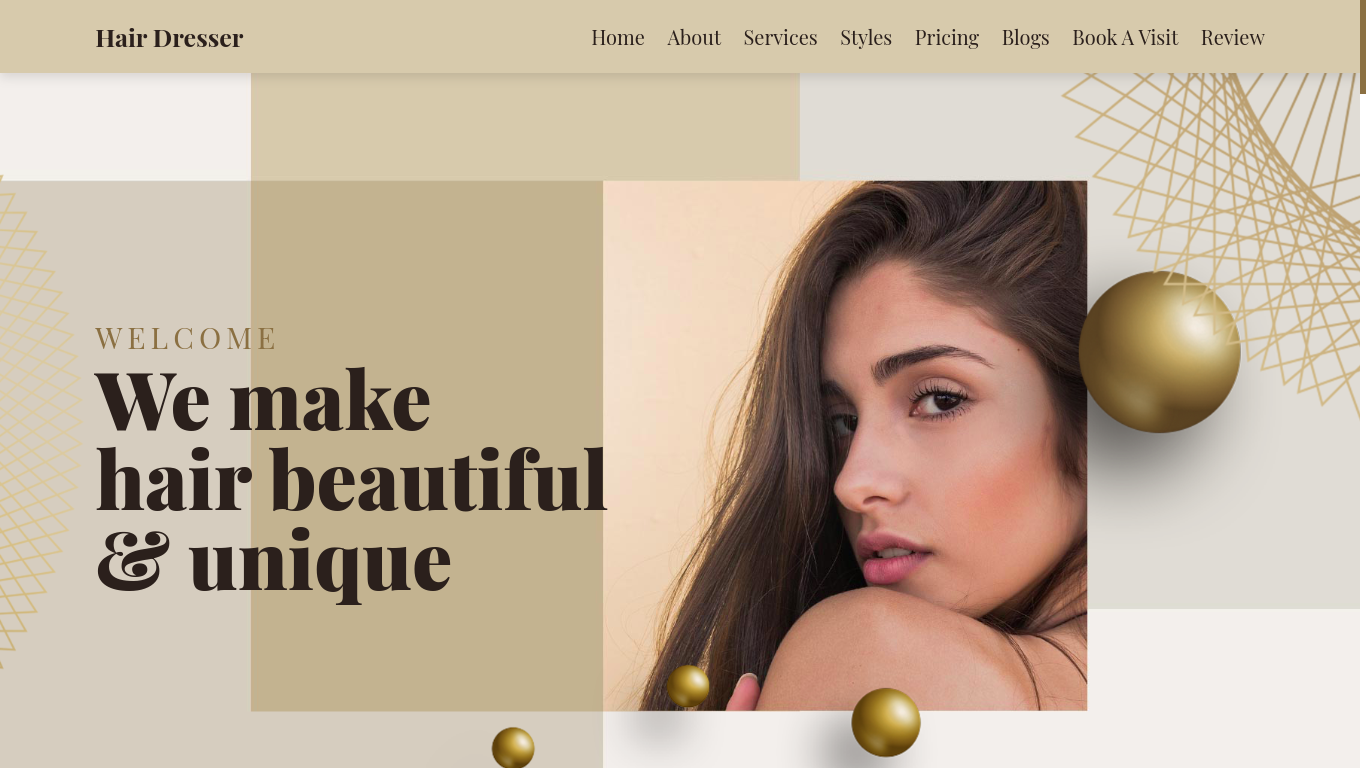 Hair Dresser
Home About Services Styles Pricing Blogs Book A Visit Review
WELCOME
We make
hair beautiful
& unique